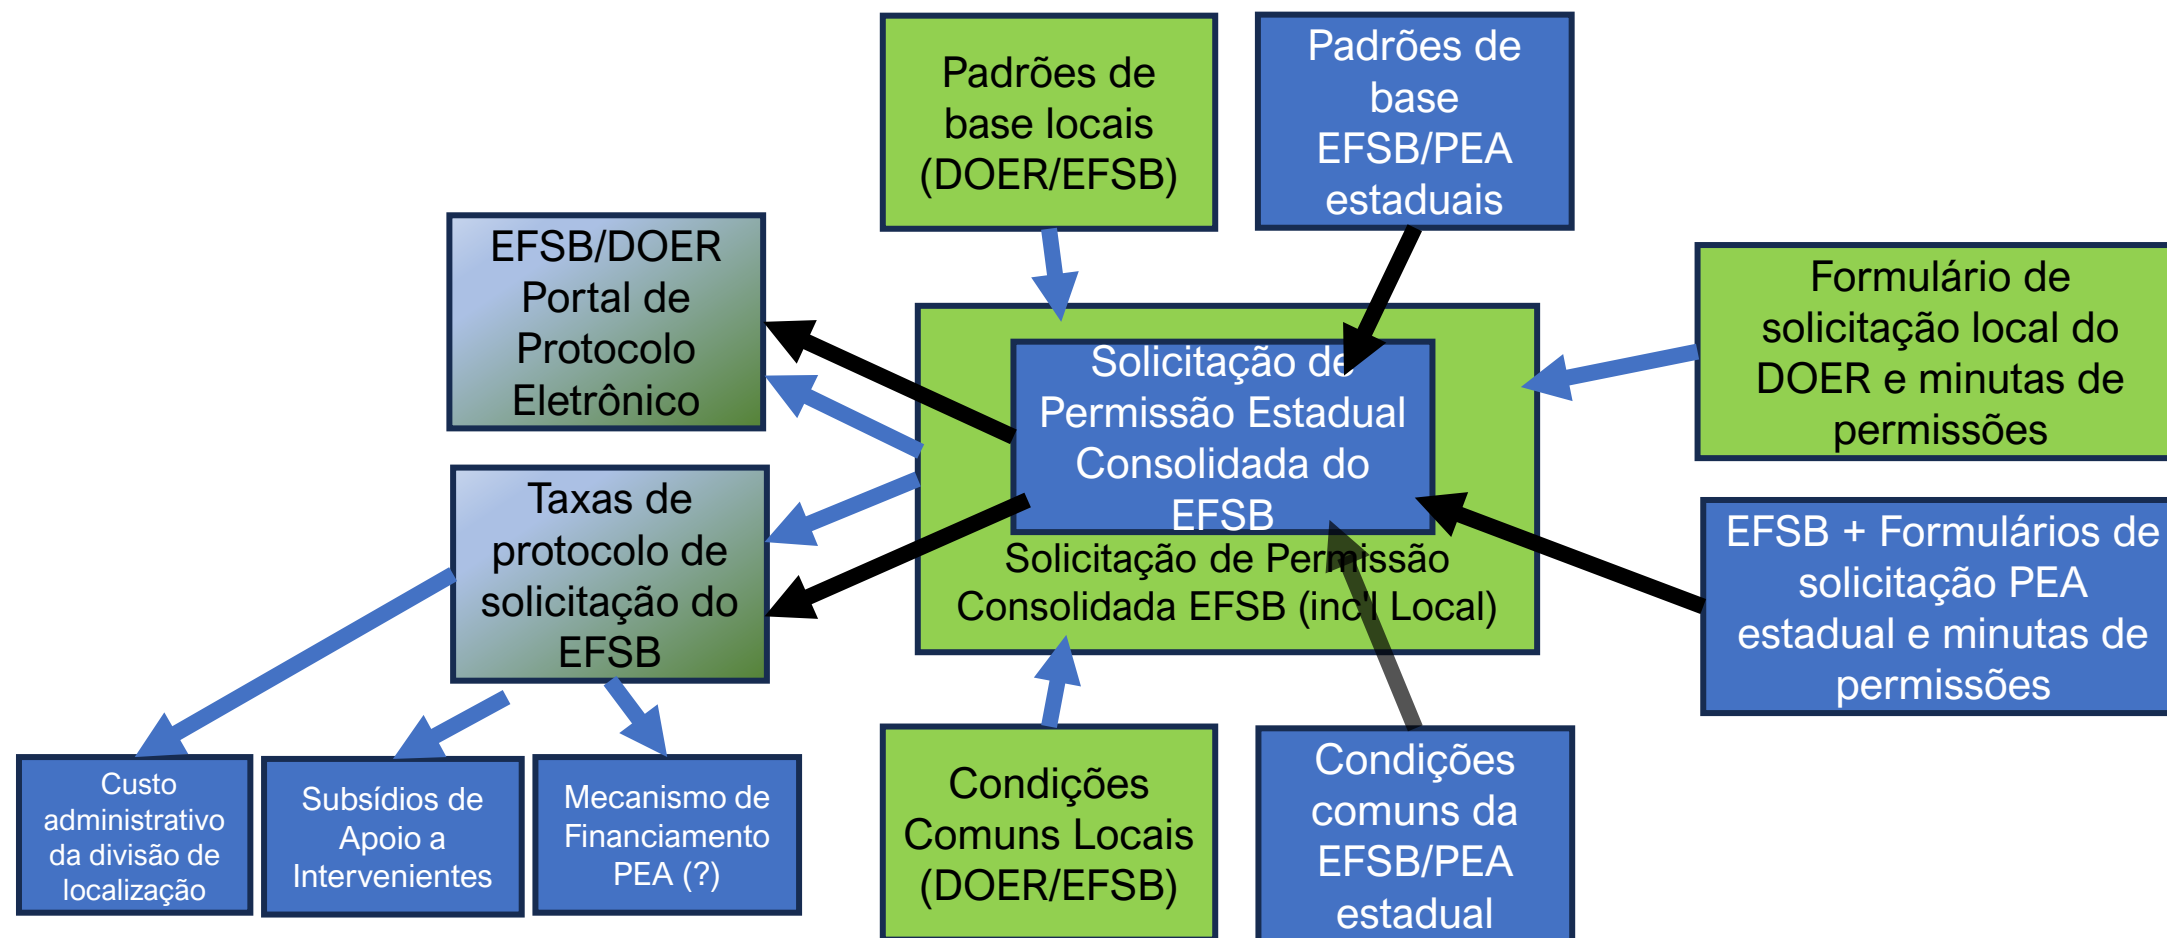 Padrões de
base locais
(DOER/EFSB)
Padrões de
base
EFSB/PEA
estaduais
EFSB/DOER
Portal de
Protocolo
Eletrônico
Formulário de
solicitação local do
DOER e minutas de
permissões
Solicitação de
Permissão Estadual
Consolidada do
EFSB
Solicitação de Permissão
Consolidada EFSB (inc'l Local)
Taxas de
protocolo de
solicitação do
EFSB
EFSB + Formulários de
solicitação PEA
estadual e minutas de
permissões
Custo
administrativo
da divisão de
localização
Subsídios de
Apoio a
Intervenientes
Mecanismo de
Financiamento
PEA (?)
Condições
Comuns Locais
(DOER/EFSB)
Condições
comuns da
EFSB/PEA
estadual